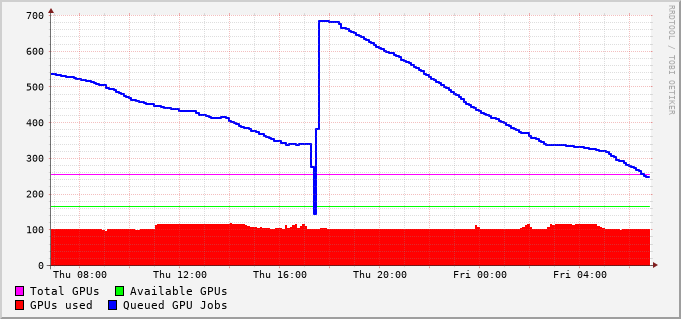 700
600
500
400
300
200
100
0
Thu 08:00 Thu 12:00 Thu 16:00 Thu 20:00 Fri 00:00 Fri 04:00
Total GPUs Available GPUs
GPUs used Queued GPU Jobs
RRDTOOL / TOBI OETIKER